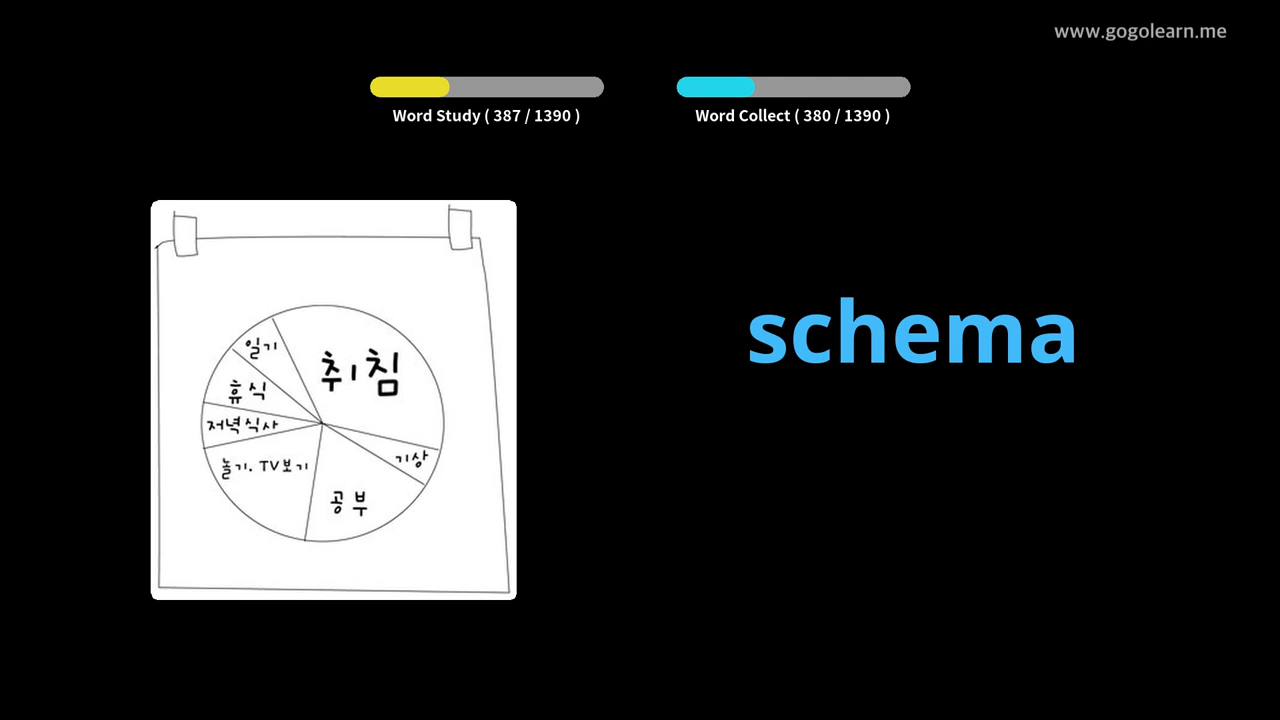 www.gogolearn.me
Word Study ( 387 / 1390 )
Word Collect ( 380 / 1390 )
일기
취침
휴식
저녁식사
놀기. TV보기
기상
공부
schema